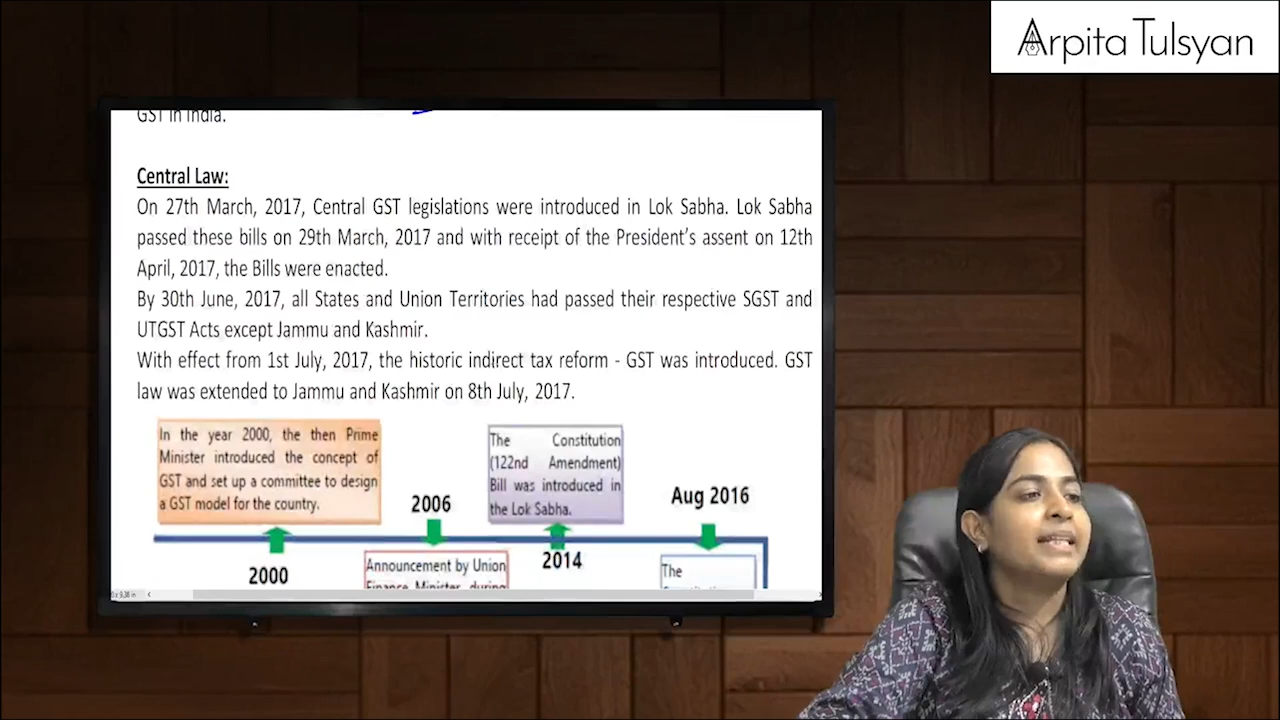 Arpita Tulsyan
GST in India.
Central Law:
On 27th March, 2017, Central GST legislations were introduced in Lok Sabha. Lok Sabha
passed these bills on 29th March, 2017 and with receipt of the President's assent on 12th
April, 2017, the Bills were enacted.
By 30th June, 2017, all States and Union Territories had passed their respective SGST and
UTGST Acts except Jammu and Kashmir.
With effect from 1st July, 2017, the historic indirect tax reform - GST was introduced. GST
law was extended to Jammu and Kashmir on 8th July, 2017.
In the year 2000, the then Prime
Minister introduced the concept of
GST and set up a committee to design
a GST model for the country.
2000
2006
Announcement by Union
Finance Minister, during
The Constitution
(122nd Amendment)
Bill was introduced in
the Lok Sabha.
2014
Aug 2016
The